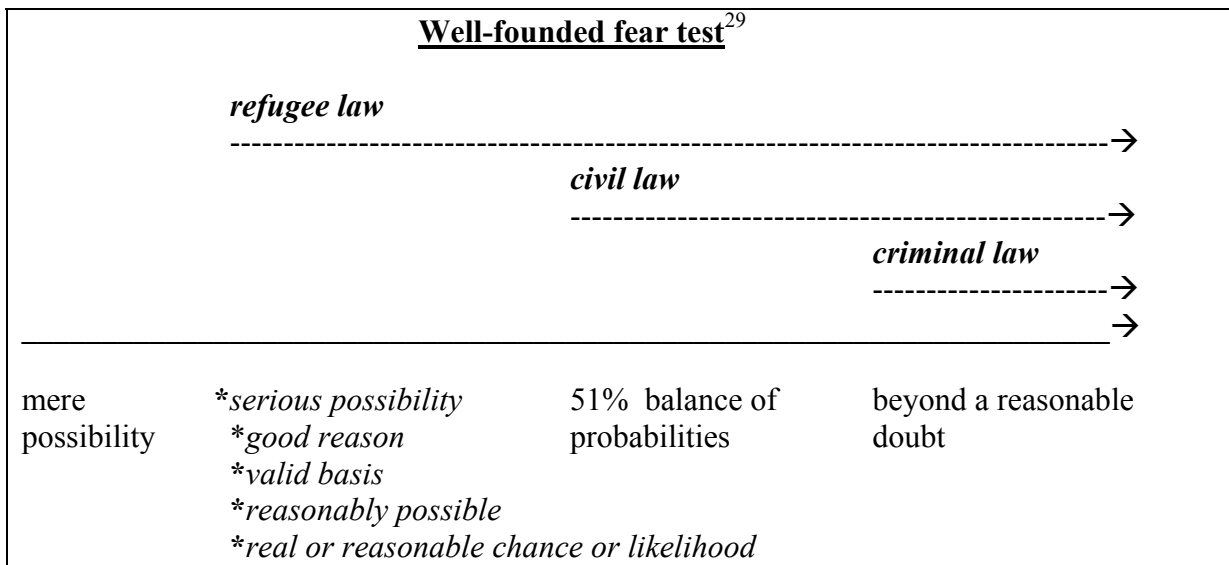 Well-founded fear test29
refugee law
---------------------------------------------------------------------------------→
civil law
-------------------------------------------------→
criminal law
----------------------→
→
mere possibility
*serious possibility
*good reason
*valid basis
*reasonably possible
*real or reasonable chance or likelihood
51% balance of
probabilities
beyond a reasonable
doubt